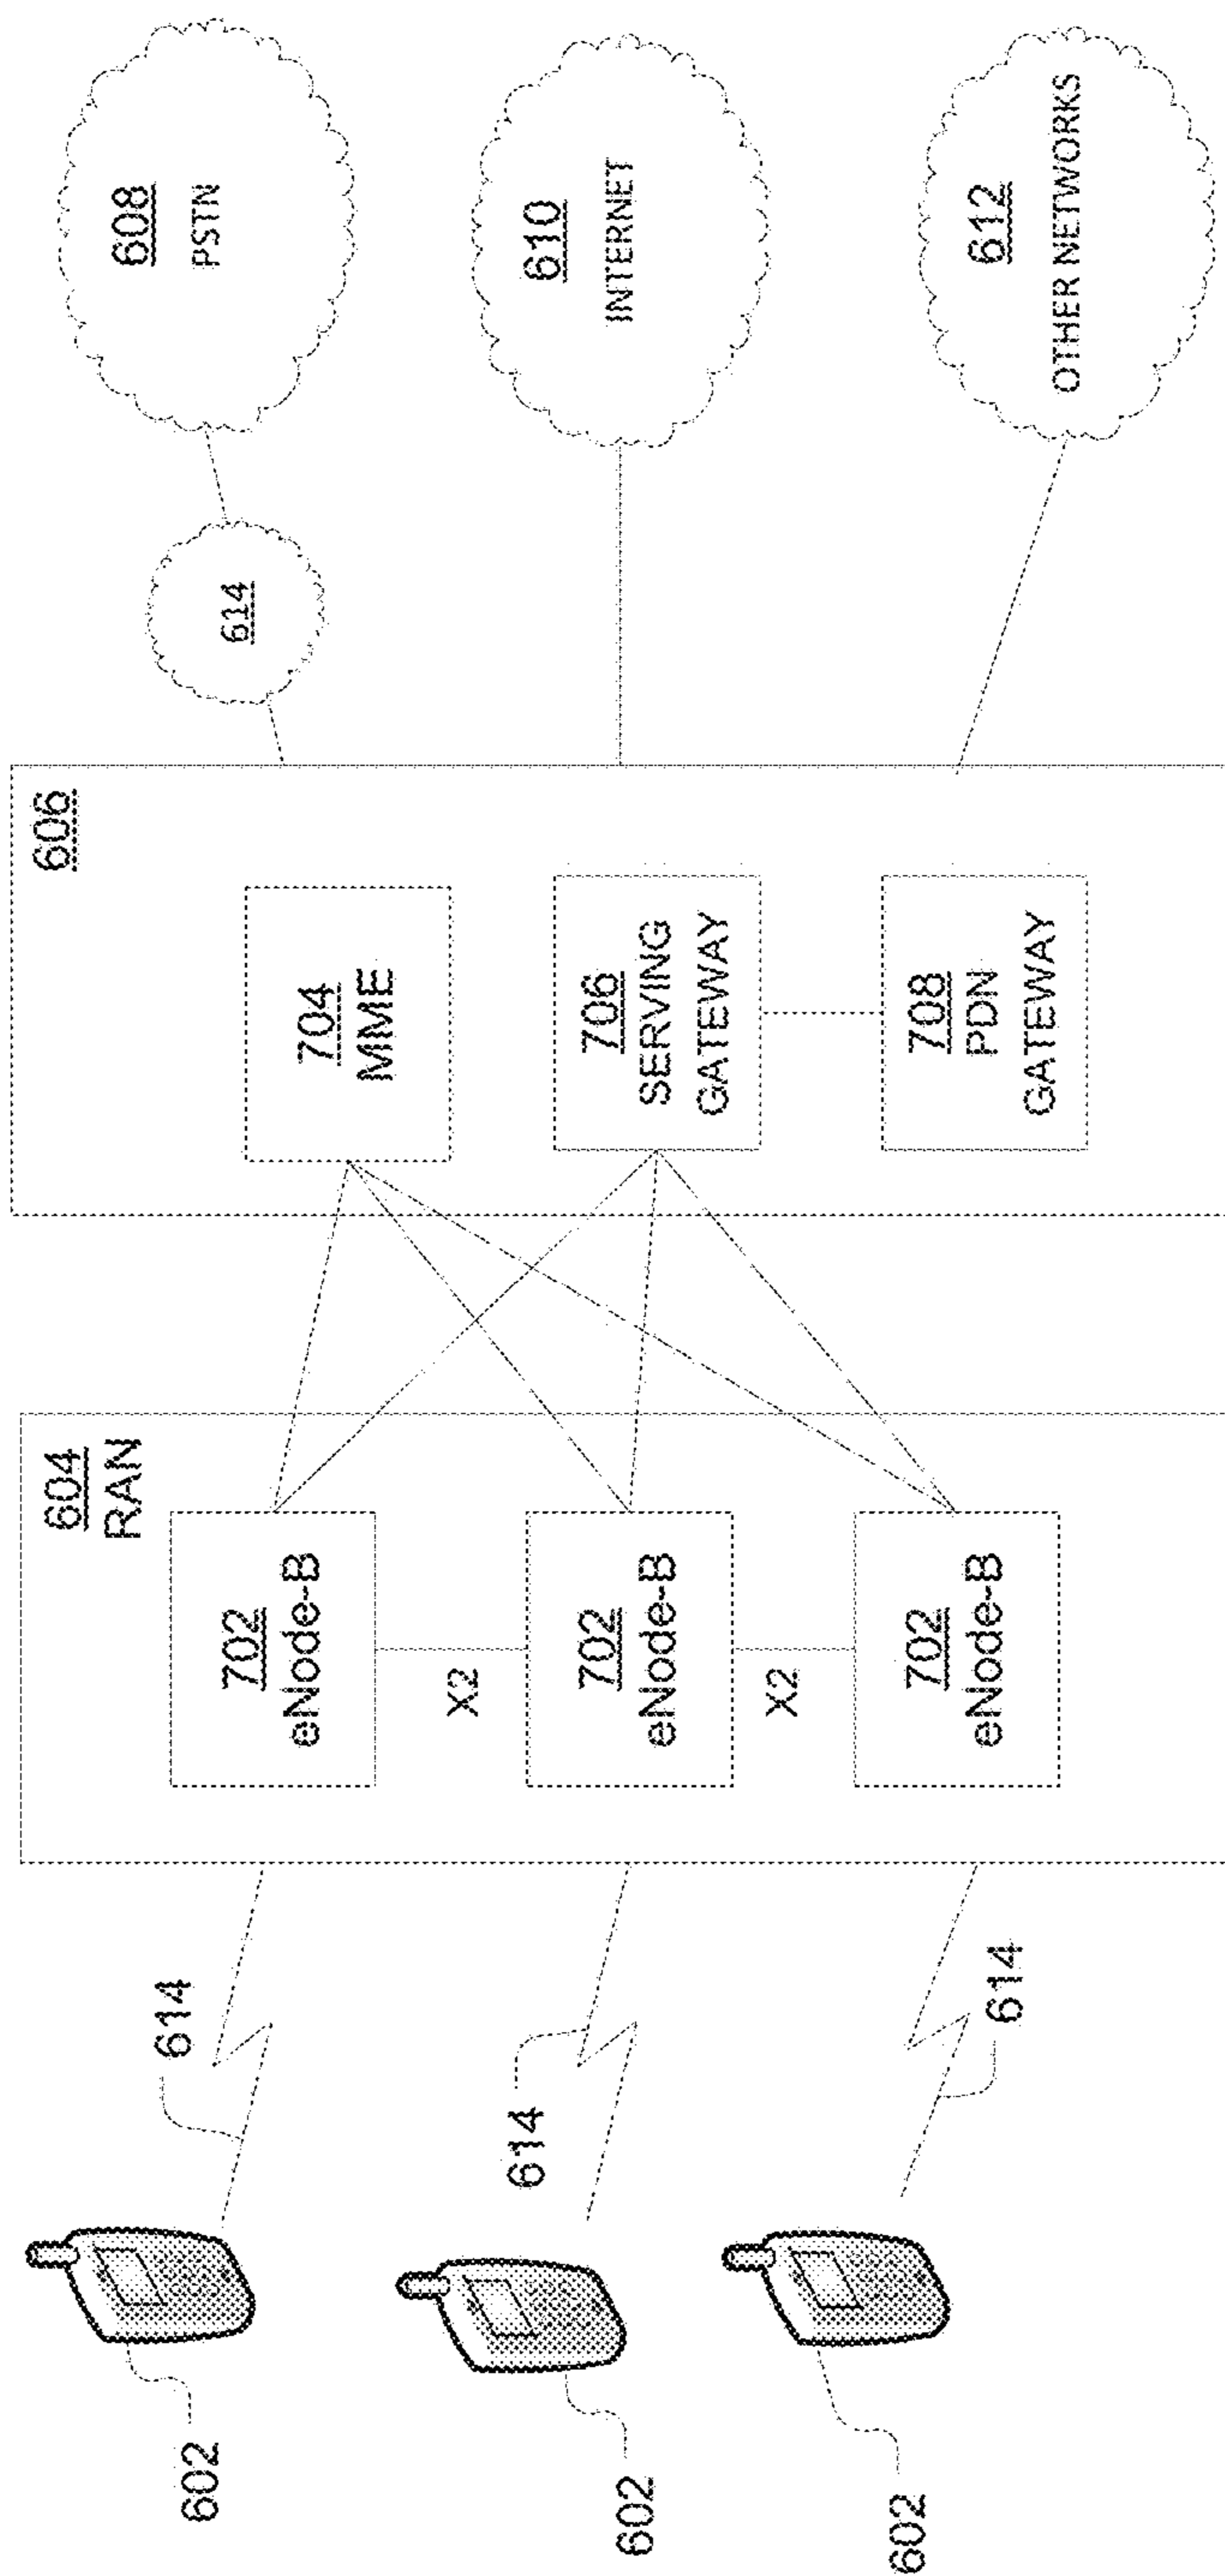 602
602
602
614
614
614
604
RAN
702
eNode-B
X2
702
eNode-B
X2
702
eNode-B
606
704
MME
706
SERVING
GATEWAY
708
PDN
GATEWAY
614
608
PSTN
610
INTERNET
612
OTHER NETWORKS